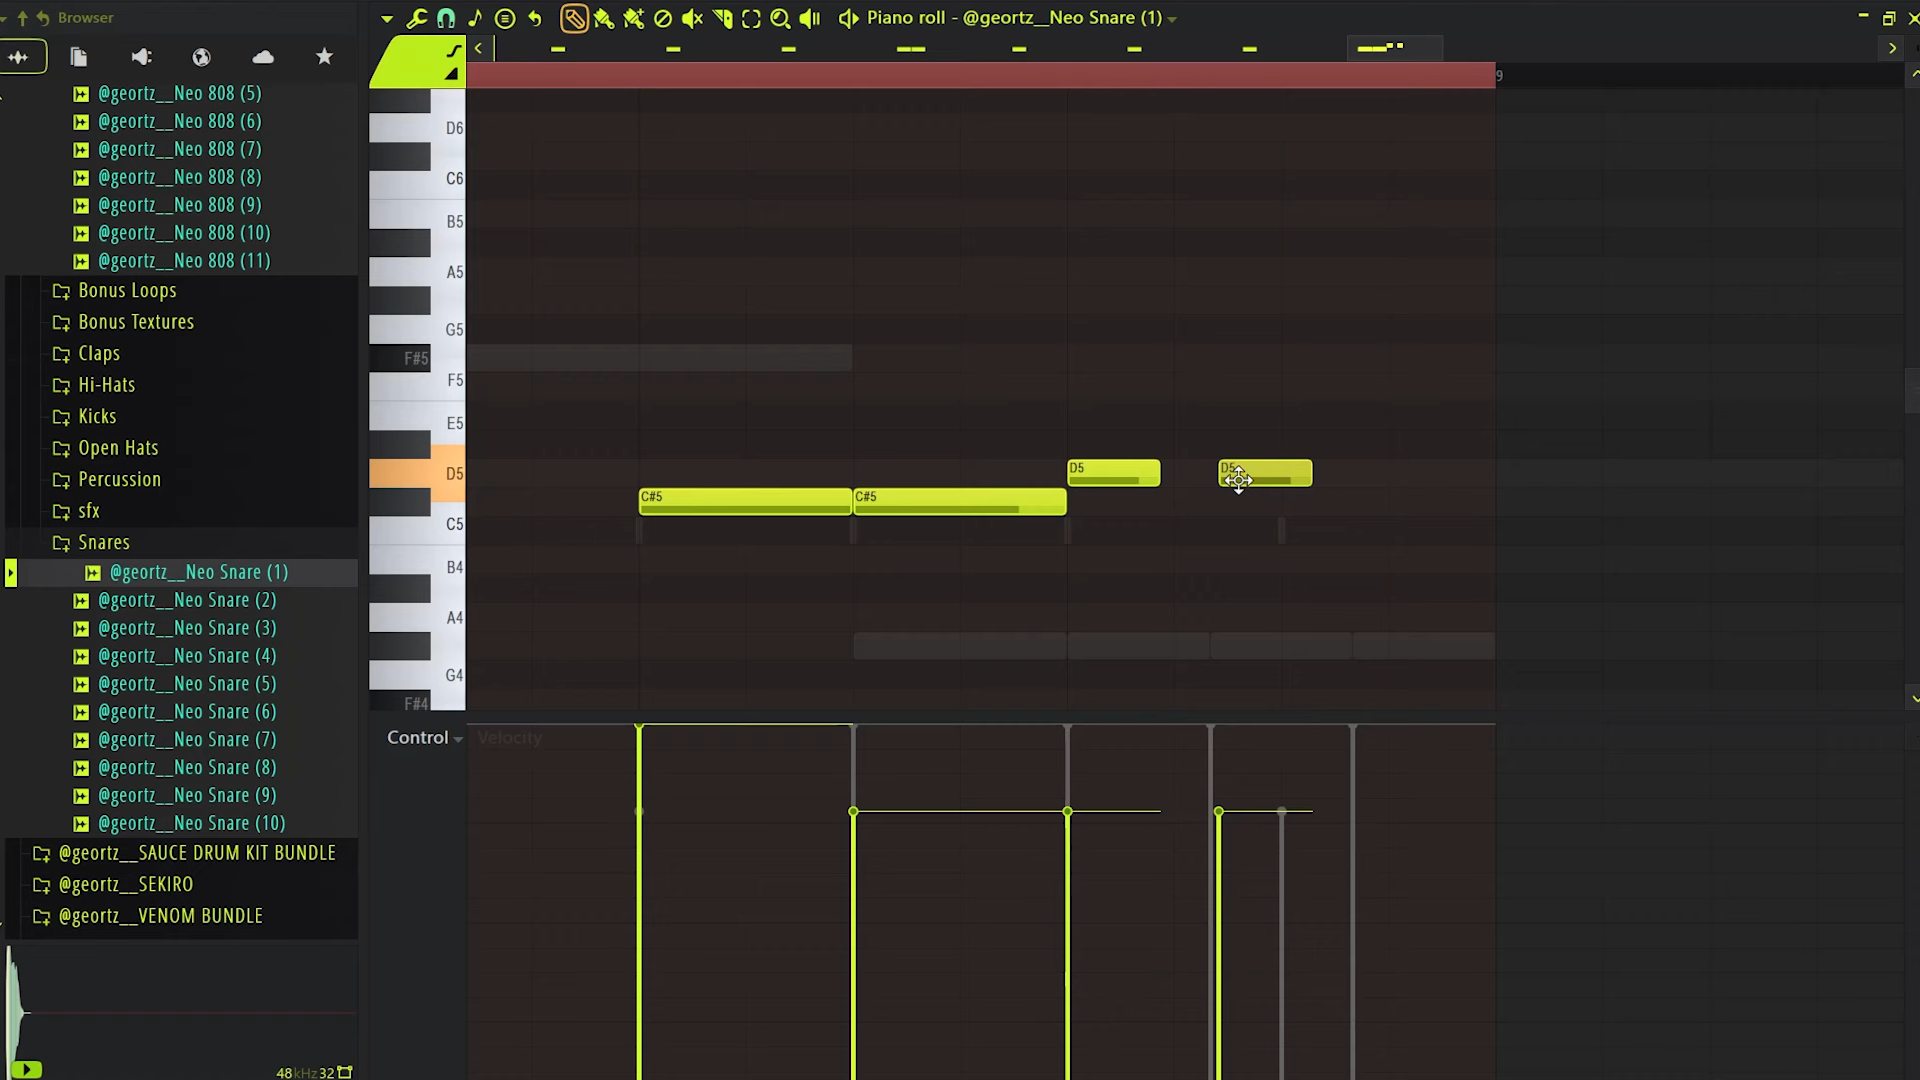 Browser
Piano roll - @geortz__Neo Snare (1)
@geortz__Neo 808 (5)
@geortz__Neo 808 (6)
@geortz__Neo 808 (7)
@geortz__Neo 808 (8)
@geortz__Neo 808 (9)
@geortz__Neo 808 (10)
@geortz__Neo 808 (11)
Bonus Loops
Bonus Textures
Claps
Hi-Hats
Kicks
Open Hats
Percussion
sfx
Snares
@geortz__Neo Snare (1)
@geortz__Neo Snare (2)
@geortz__Neo Snare (3)
@geortz__Neo Snare (4)
@geortz__Neo Snare (5)
@geortz__Neo Snare (6)
@geortz__Neo Snare (7)
@geortz__Neo Snare (8)
@geortz__Neo Snare (9)
@geortz__Neo Snare (10)
@geortz__SAUCE DRUM KIT BUNDLE
@geortz__SEKIRO
@geortz__VENOM BUNDLE
48kHz 32
9
D6
C6
B5
A5
G5
F#5
F5
E5
D5
D5
D5
C#5
C#5
C5
B4
A4
G4
F#4
Control
Velocity